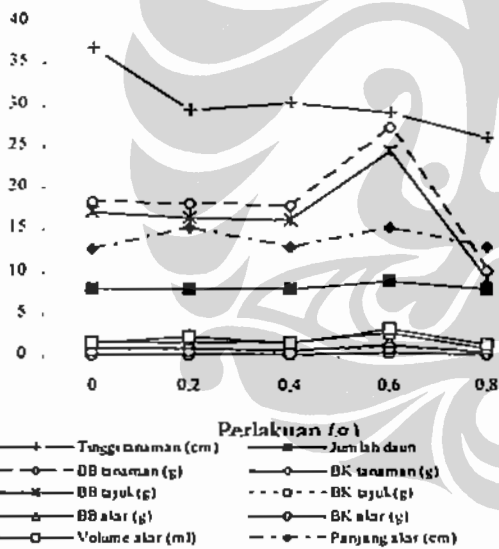 40
35
30
25
20
15
10
5
0
0 0,2 0,4 0,6 0,8
Perlakuan (g)
Tinggi tanaman (cm) Jumlah daun
BB tanaman (g) BK tanaman (g)
BB tajuk (g) BK tajuk (g)
BB akar (g) BK akar (g)
Volume akar (ml) Panjang akar (cm)